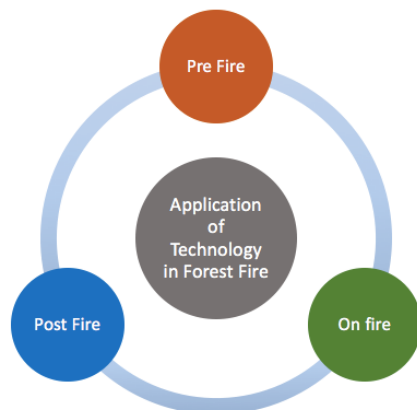 Pre Fire
Application
of
Technology
in Forest Fire
Post Fire
On fire